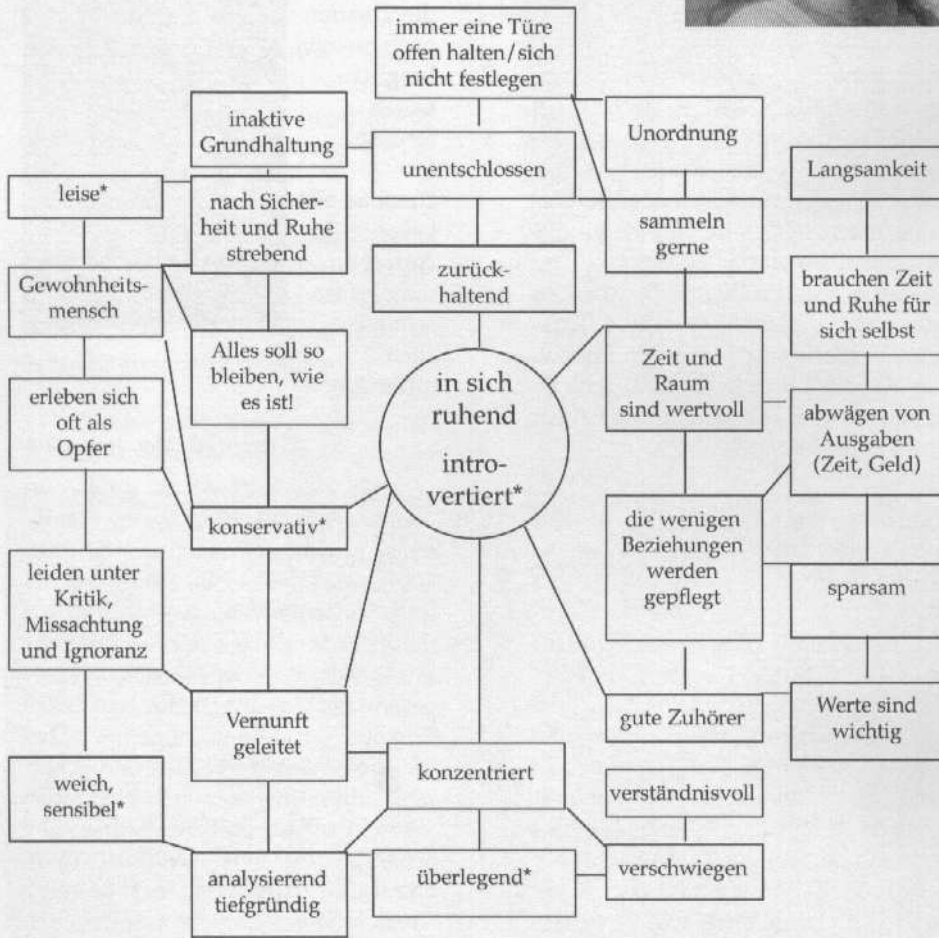 immer eine Türe
offen halten/sich
nicht festlegen
inaktive
Grundhaltung
Unordnung
unentschlossen
Langsamkeit
leise*
nach Sicher-
heit und Ruhe
strebend
sammeln
gerne
zurück-
haltend
Gewohnheits-
mensch
brauchen Zeit
und Ruhe für
sich selbst
Alles soll so
bleiben, wie
es ist!
in sich
ruhend
intro-
vertiert*
Zeit und
Raum
sind wertvoll
erleben sich
oft als
Opfer
abwägen von
Ausgaben
(Zeit, Geld)
konservativ*
die wenigen
Beziehungen
werden
gepflegt
leiden unter
Kritik,
Missachtung
und Ignoranz
sparsam
Vernunft
geleitet
gute Zuhörer
Werte sind
wichtig
konzentriert
weich,
sensibel*
verständnisvoll
analysierend
tiefgründig
überlegend*
verschwiegen